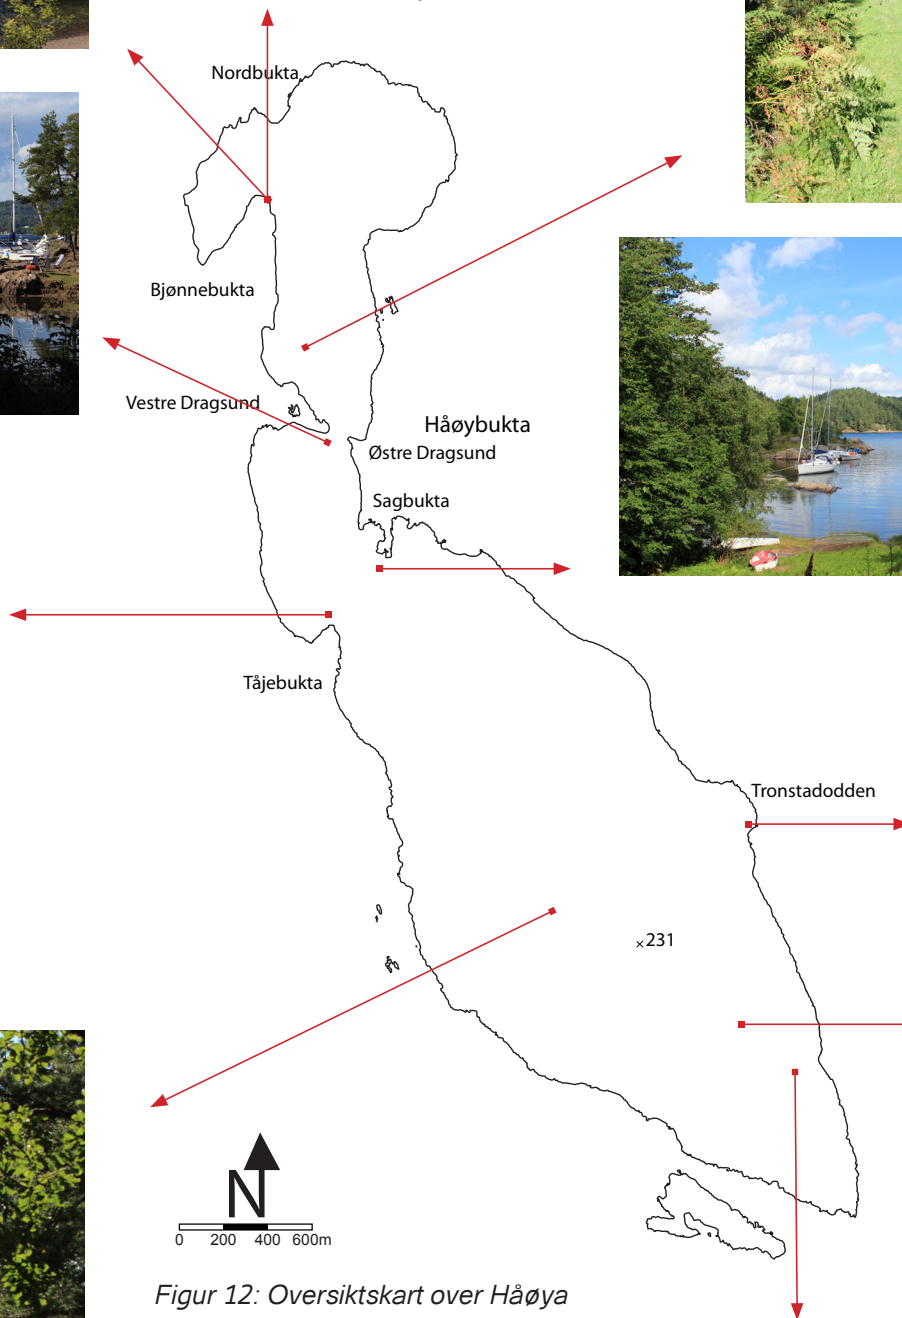 Nordbukta
Bjønnebukta
Vestre Dragsund
Håøybukta
Østre Dragsund
Sagbukta
Tåjebukta
Tronstadodden
×231
N
0 200 400 600m
Figur 12: Oversiktskart over Håøya